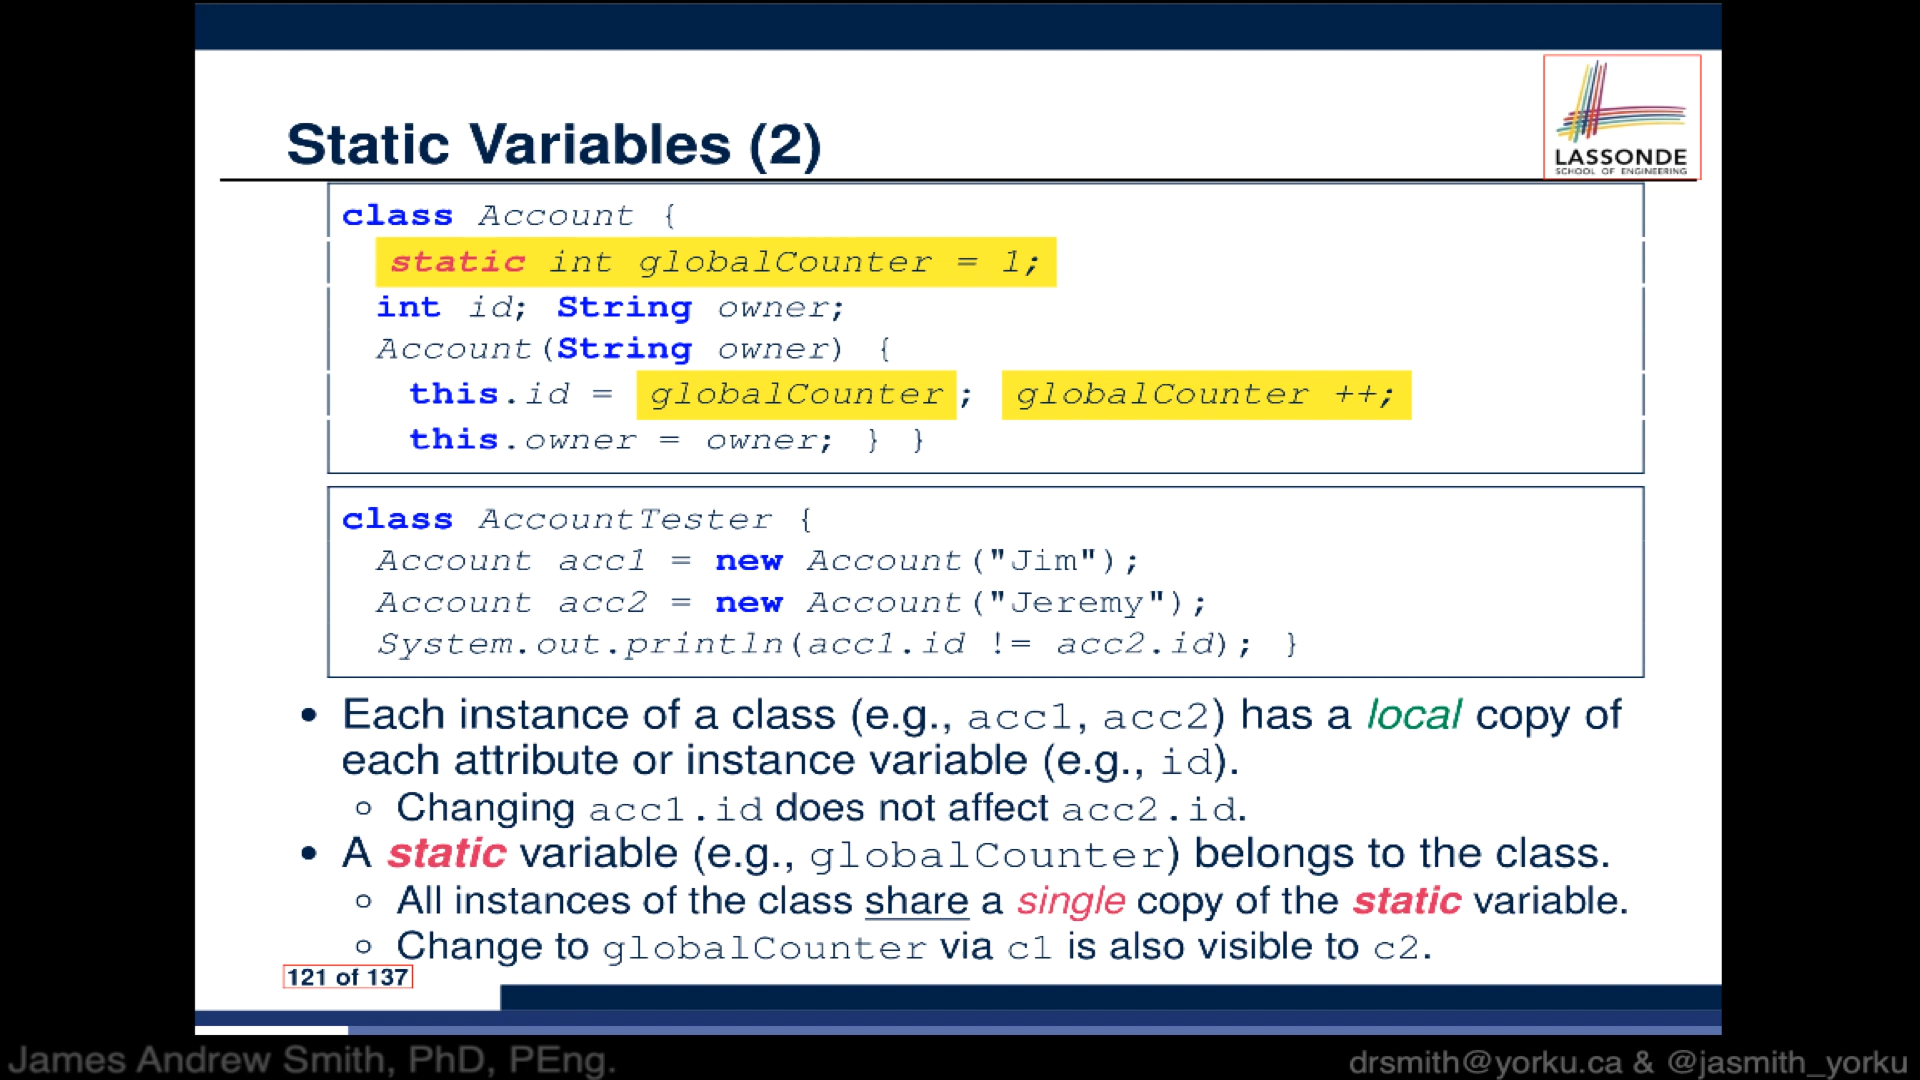 LASSONDE
SCHOOL OF ENGINEERING
Static Variables (2)
class Account {
static int globalCounter = 1;
int id; String owner;
Account(String owner) {
this.id = globalCounter; globalCounter ++;
this.owner = owner; } }
class AccountTester {
Account acc1 = new Account("Jim");
Account acc2 = new Account("Jeremy");
System.out.println(acc1.id != acc2.id); }
• Each instance of a class (e.g., acc1, acc2) has a local copy of
each attribute or instance variable (e.g., id).
◦ Changing acc1.id does not affect acc2.id.
• A static variable (e.g., globalCounter) belongs to the class.
◦ All instances of the class share a single copy of the static variable.
◦ Change to globalCounter via c1 is also visible to c2.
121 of 137
James Andrew Smith, PhD, PEng.
drsmith@yorku.ca & @jasmith_yorku